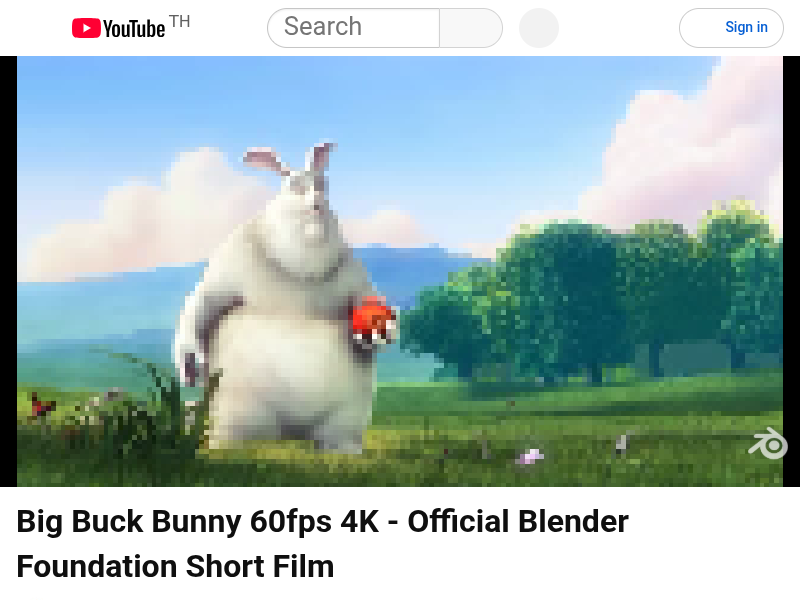 YouTube TH
Search
Sign in
Big Buck Bunny 60fps 4K - Official Blender
Foundation Short Film